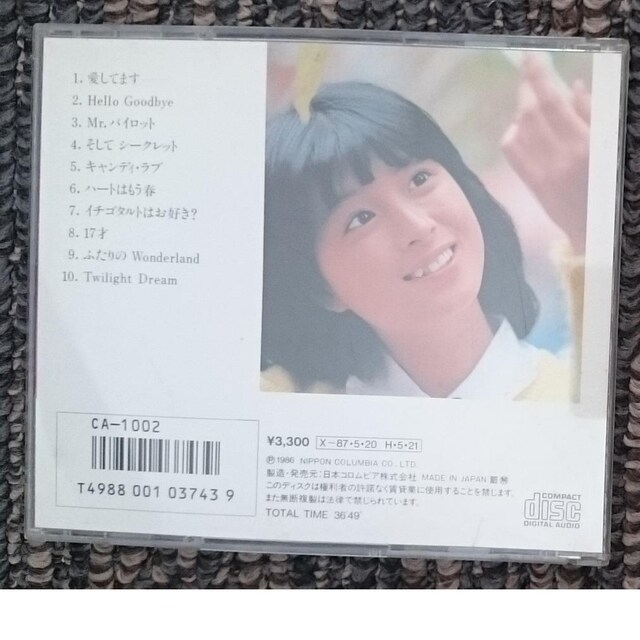 1. 愛してます
2. Hello Goodbye
3. Mr. パイロット
4. そして シークレット
5. キャンディ・ラブ
6. ハートはもう春
7. イチゴタルトはお好き?
8. 17才
9. ふたりの Wonderland
10. Twilight Dream
CA-1002
T4988 001 03743 9
¥3,300 X-87・5・20 H・5・21
Ⓟ1986 NIPPON COLUMBIA CO., LTD.
製造・発売元:日本コロムビア株式会社 MADE IN JAPAN
このディスクは権利者の許諾なく賃貸業に使用することを禁じます。
また無断複製は法律で禁じられています。
TOTAL TIME 36'49"
COMPACT
disc
DIGITAL AUDIO